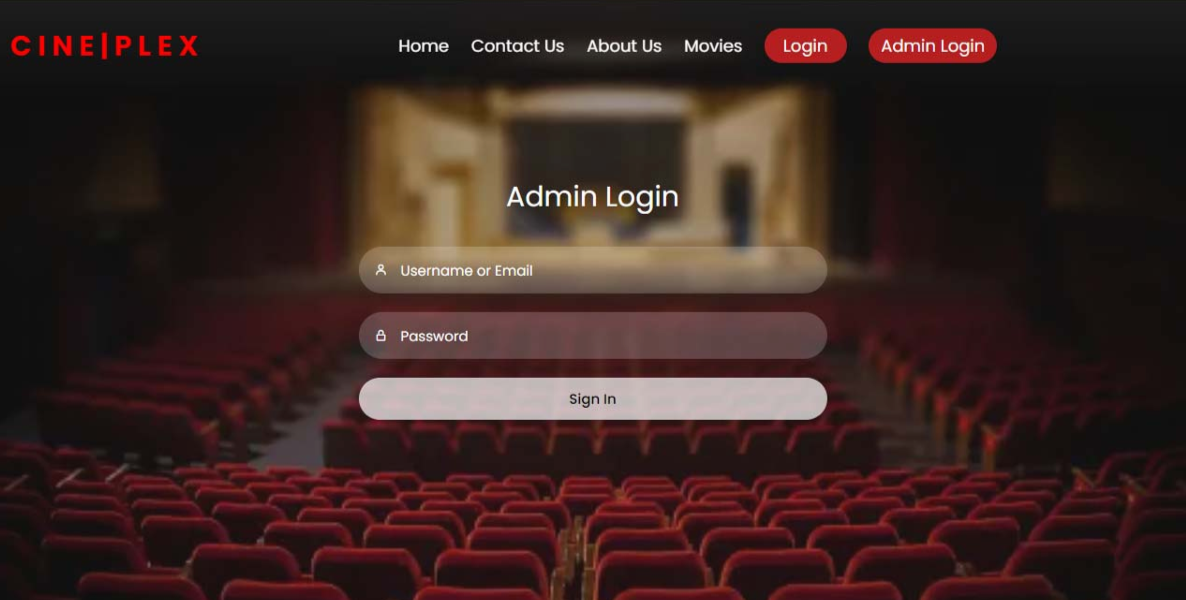 CINE|PLEX
Home Contact Us About Us Movies Login Admin Login
Admin Login
Username or Email
Password
Sign In